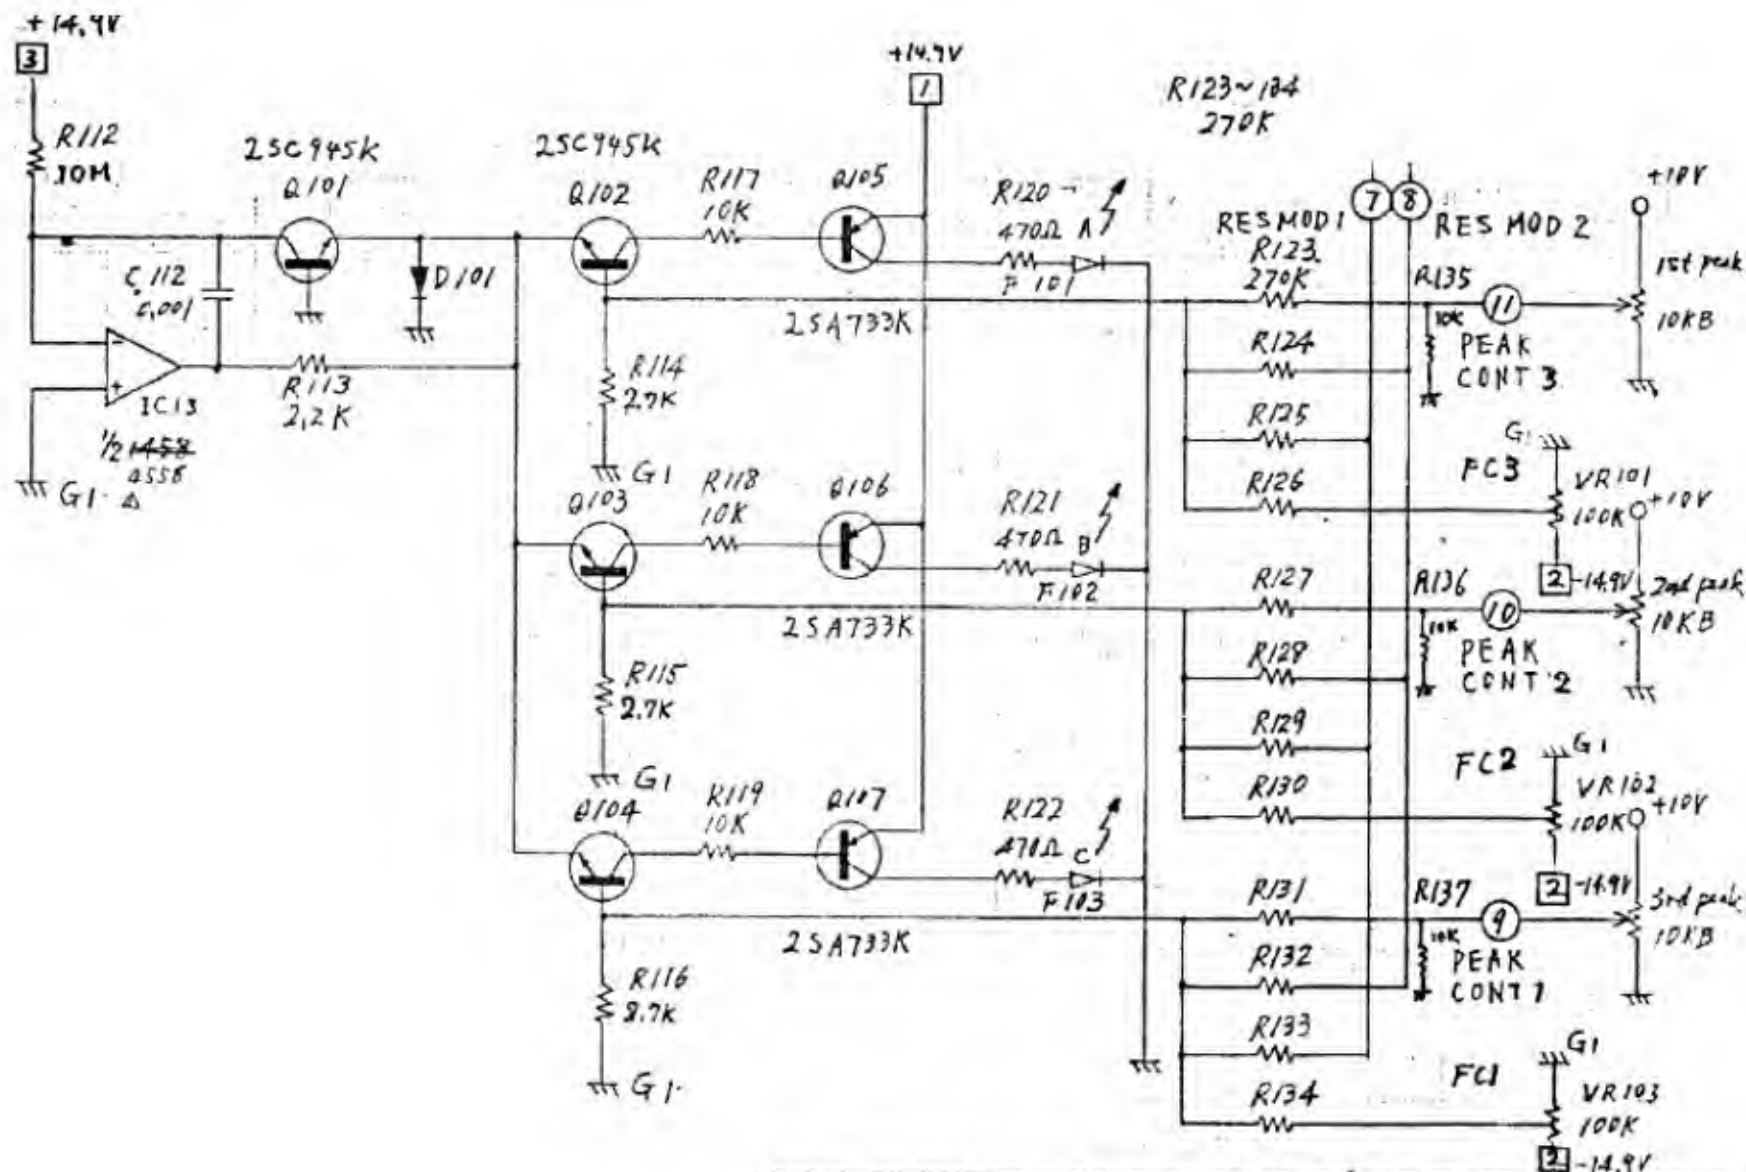 +14.9V
3
R112
10M
2SC945K
Q101
C112
0.001
D101
IC13
1/2 1458
4558
G1
R113
2.2K
2SC945K
Q102
R117
10K
Q105
+14.9V
1
R120
470Ω A
F101
2SA733K
R114
2.7K
G1
Q103
R118
10K
Q106
R121
470Ω B
F102
2SA733K
R115
2.7K
G1
Q104
R119
10K
Q107
R122
470Ω C
F103
2SA733K
R116
2.7K
G1
R123~134
270K
7
8
RES MOD 1
RES MOD 2
R123
270K
R124
R125
R126
R127
R128
R129
R130
R131
R132
R133
R134
R135
10K
11
PEAK
CONT 3
+10V
1st peak
10KB
G1
FC3
VR101
100K
2
-14.9V
R136
10K
10
PEAK
CONT 2
+10V
2nd peak
10KB
G1
FC2
VR102
100K
2
-14.9V
R137
10K
9
PEAK
CONT 1
+10V
3rd peak
10KB
G1
FC1
VR103
100K
2
-14.9V